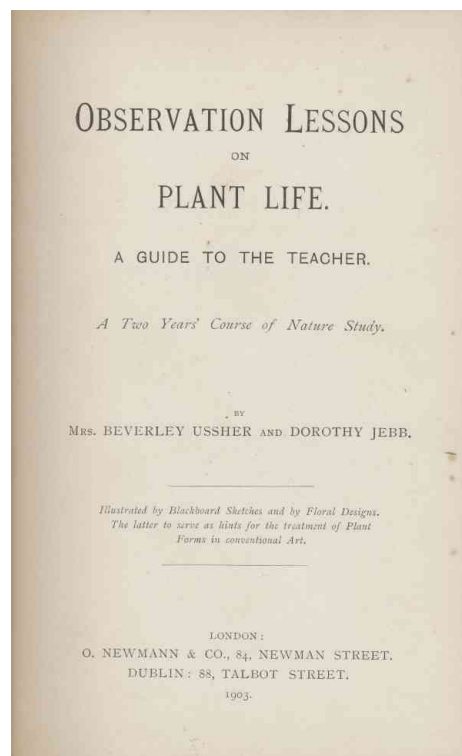 OBSERVATION LESSONS
ON
PLANT LIFE.
A GUIDE TO THE TEACHER.
A Two Years' Course of Nature Study.
BY
MRS. BEVERLEY USSHER AND DOROTHY JEBB.
Illustrated by Blackboard Sketches and by Floral Designs.
The latter to serve as hints for the treatment of Plant
Forms in conventional Art.
LONDON:
O. NEWMANN & CO., 84, NEWMAN STREET.
DUBLIN: 88, TALBOT STREET.
1903.